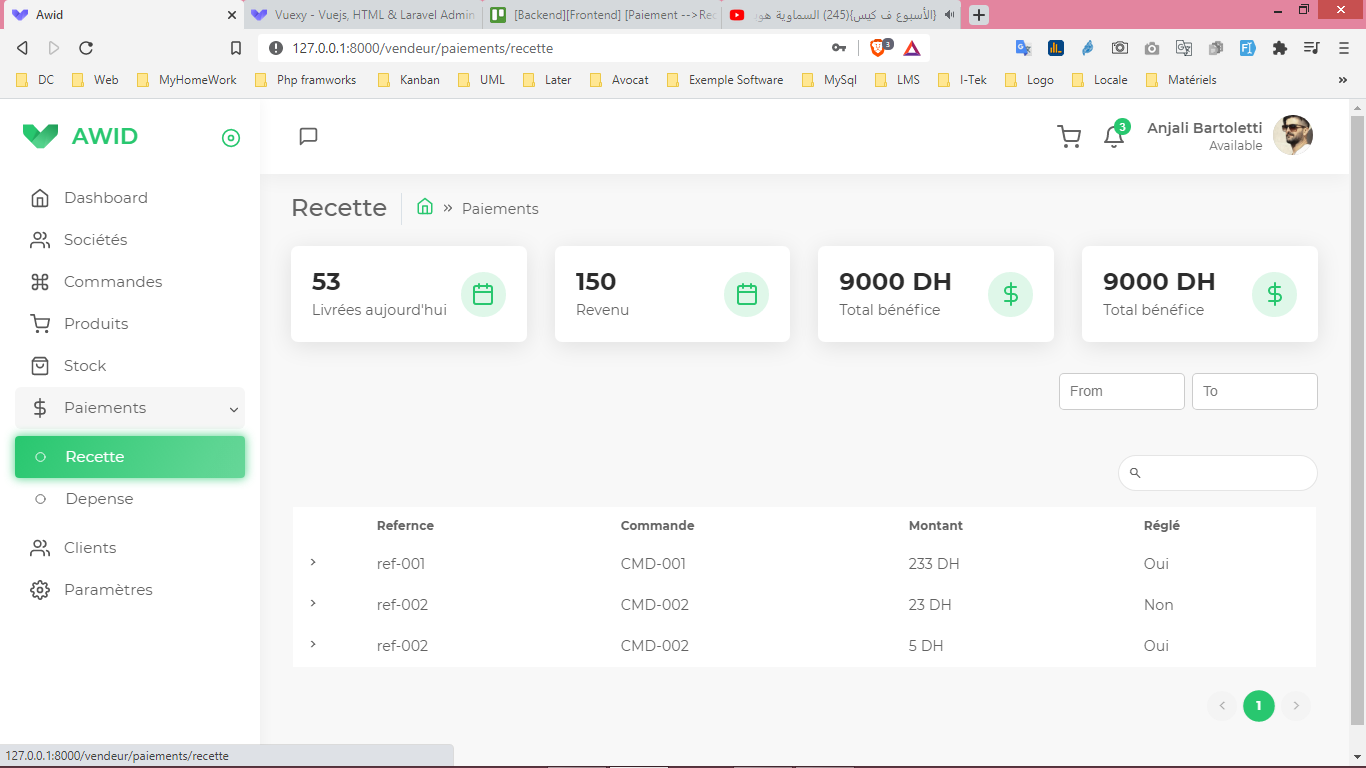 Awid
Vuexy - Vuejs, HTML & Laravel Admin
[Backend][Frontend] [Paiement -->Rec
(245) السماوية هو: {الأسبوع ف كيس}
127.0.0.1:8000/vendeur/paiements/recette
3
DC
Web
MyHomeWork
Php framworks
Kanban
UML
Later
Avocat
Exemple Software
MySql
LMS
I-Tek
Logo
Locale
Matériels
»
AWID
3
Anjali Bartoletti
Available
Dashboard
Sociétés
Commandes
Produits
Stock
Paiements
Recette
Depense
Clients
Paramètres
Recette
» Paiements
53
Livrées aujourd'hui
150
Revenu
9000 DH
Total bénéfice
9000 DH
Total bénéfice
From
To
Refernce Commande Montant Réglé
ref-001 CMD-001 233 DH Oui
ref-002 CMD-002 23 DH Non
ref-002 CMD-002 5 DH Oui
1
127.0.0.1:8000/vendeur/paiements/recette